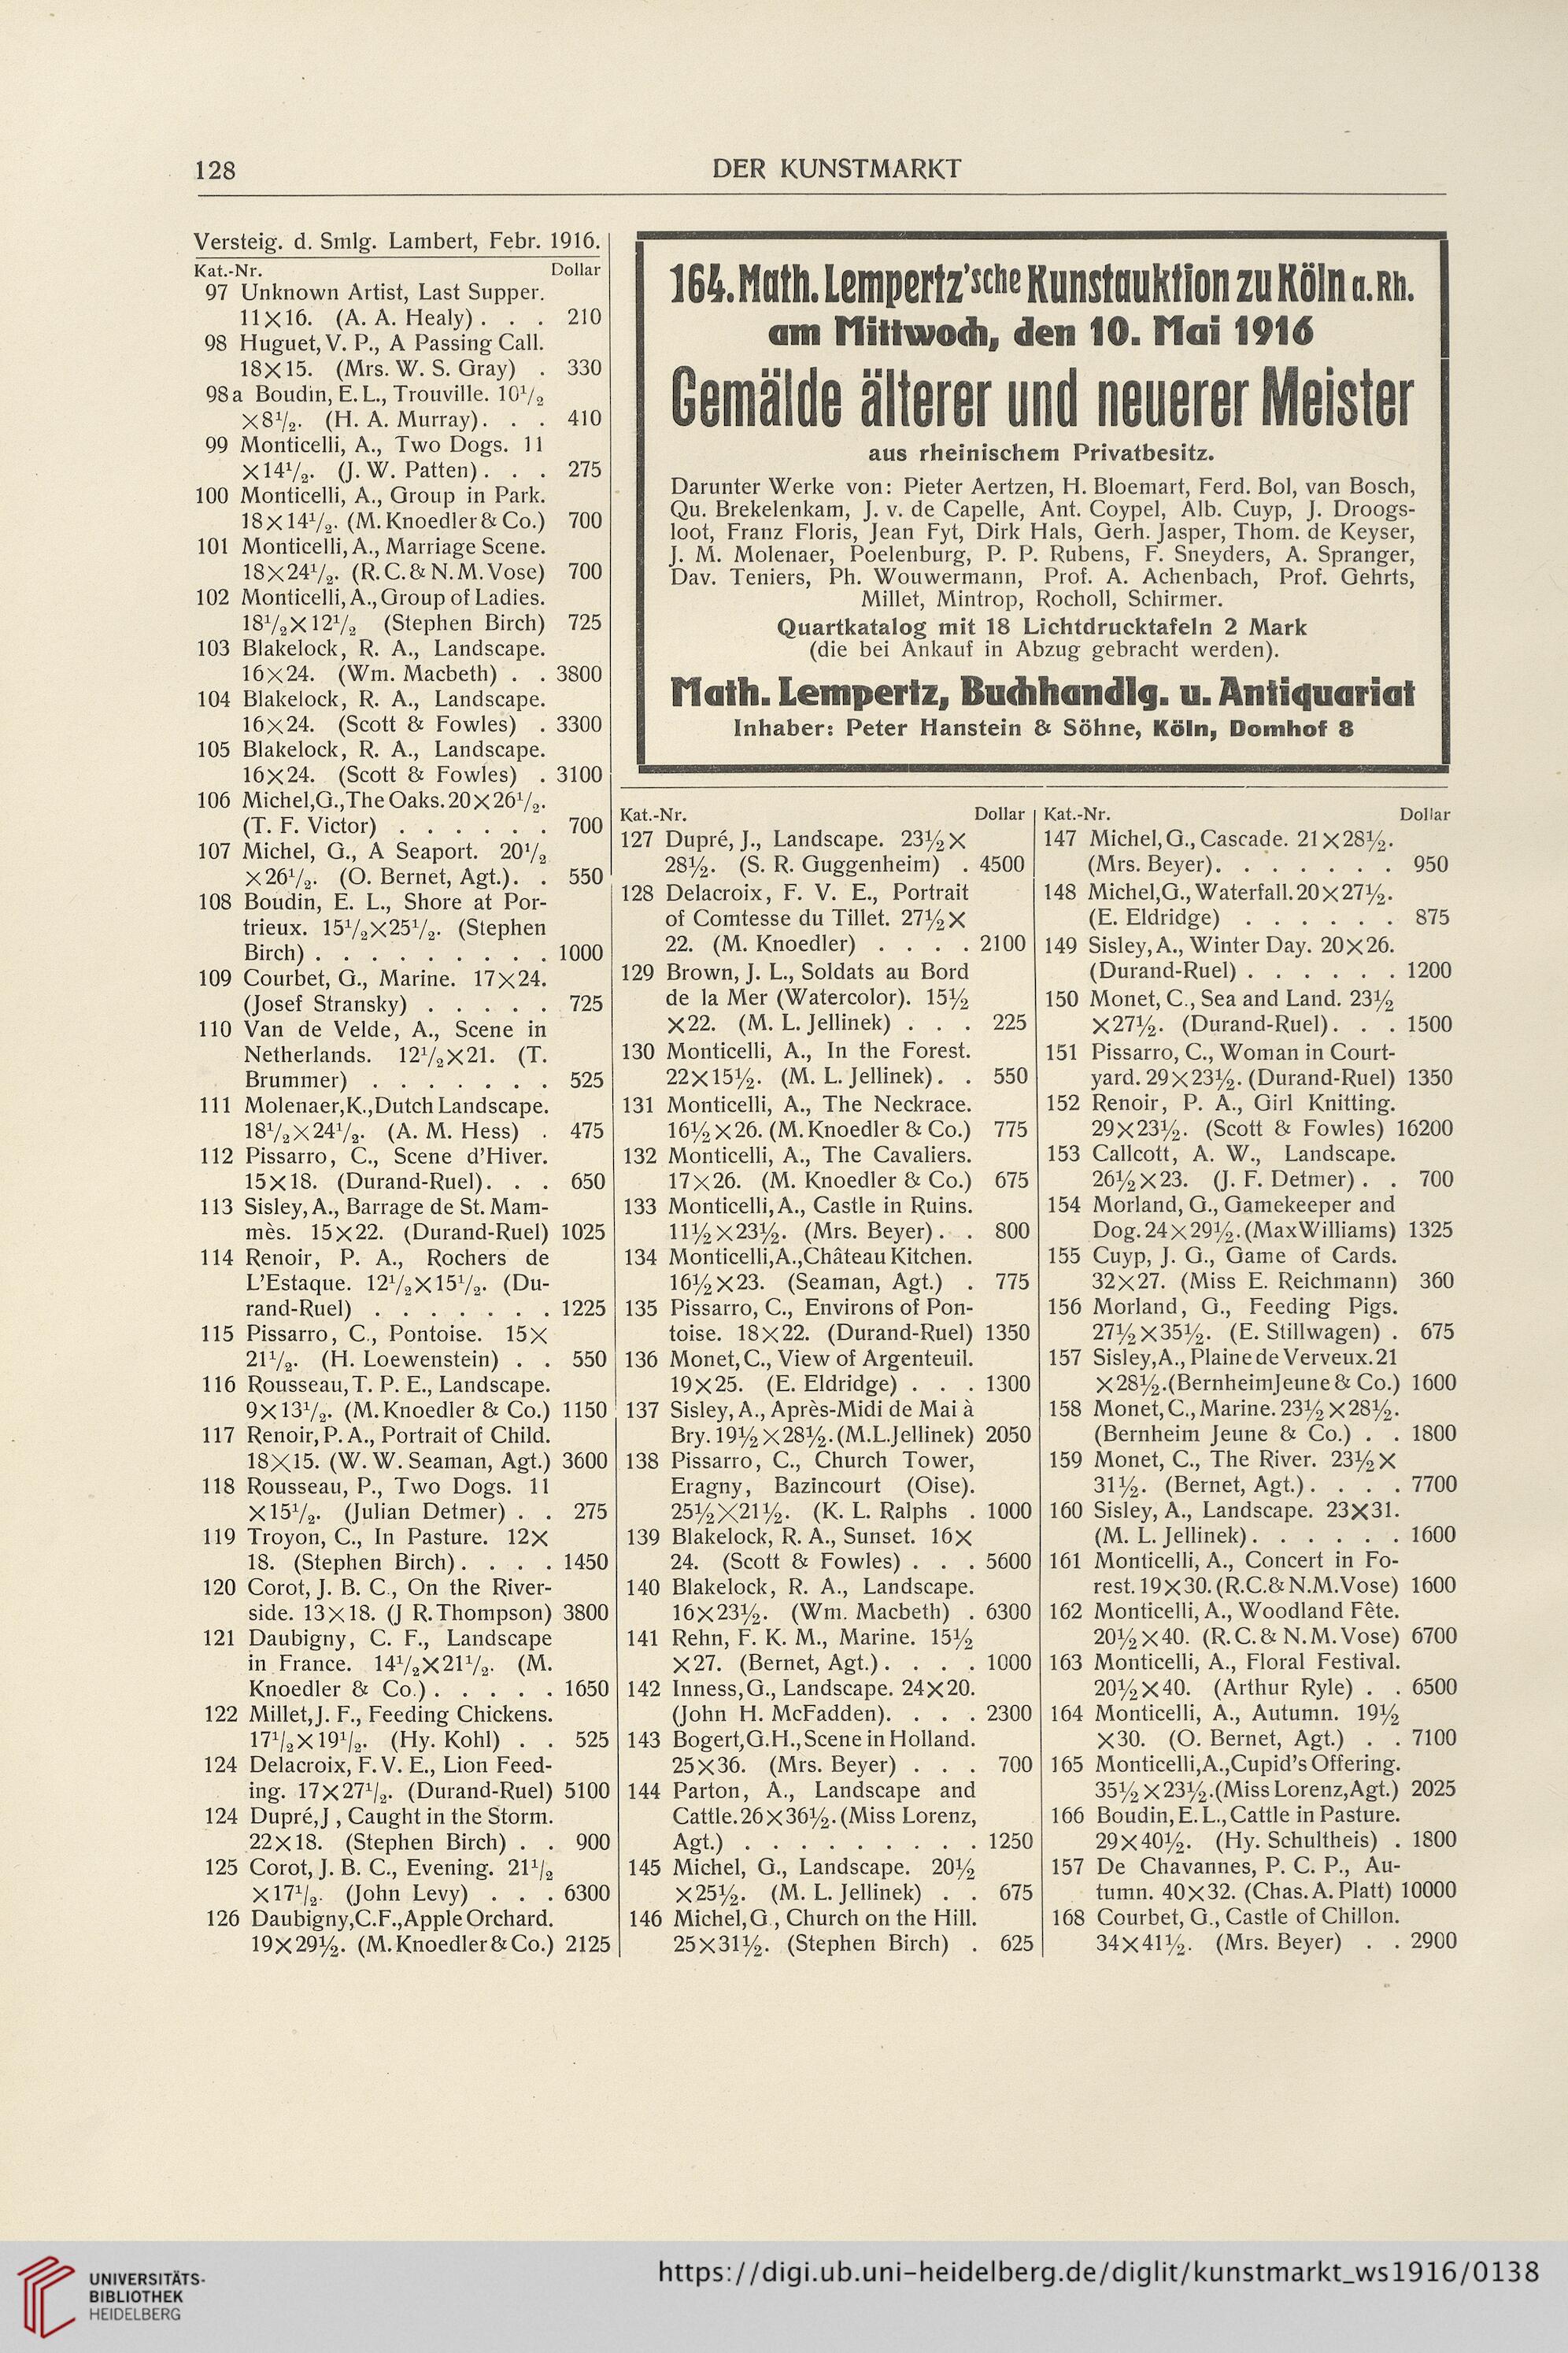 128
DER KUNSTMARKT
Versteig. d. Smlg. Lambert, Febr. 1916.
Kat.-Nr. Dollar
97 Unknown Artist, Last Supper.
11×16. (A. A. Healy) . . . 210
98 Huguet, V. P., A Passing Call.
18×15. (Mrs. W. S. Gray) . 330
98a Boudin, E. L., Trouville. 10½
×8½. (H. A. Murray) . . . 410
99 Monticelli, A., Two Dogs. 11
×14½. (J. W. Patten) . . . 275
100 Monticelli, A., Group in Park.
18×14½. (M. Knoedler & Co.) 700
101 Monticelli, A., Marriage Scene.
18×24½. (R. C. & N. M. Vose) 700
102 Monticelli, A., Group of Ladies.
18½×12½ (Stephen Birch) 725
103 Blakelock, R. A., Landscape.
16×24. (Wm. Macbeth) . . 3800
104 Blakelock, R. A., Landscape.
16×24. (Scott & Fowles) . 3300
105 Blakelock, R. A., Landscape.
16×24. (Scott & Fowles) . 3100
106 Michel, G., The Oaks. 20×26½.
(T. F. Victor) . . . . . . 700
107 Michel, G., A Seaport. 20½
×26½. (O. Bernet, Agt.). . 550
108 Boudin, E. L., Shore at Por-
trieux. 15½×25½. (Stephen
Birch) . . . . . . . . . 1000
109 Courbet, G., Marine. 17×24.
(Josef Stransky) . . . . . 725
110 Van de Velde, A., Scene in
Netherlands. 12½×21. (T.
Brummer) . . . . . . . 525
111 Molenaer, K., Dutch Landscape.
18½×24½. (A. M. Hess) . 475
112 Pissarro, C., Scene d'Hiver.
15×18. (Durand-Ruel). . . 650
113 Sisley, A., Barrage de St. Mam-
mès. 15×22. (Durand-Ruel) 1025
114 Renoir, P. A., Rochers de
L'Estaque. 12½×15½. (Du-
rand-Ruel) . . . . . . . 1225
115 Pissarro, C., Pontoise. 15×
21½. (H. Loewenstein) . . 550
116 Rousseau, T. P. E., Landscape.
9×13½. (M. Knoedler & Co.) 1150
117 Renoir, P. A., Portrait of Child.
18×15. (W. W. Seaman, Agt.) 3600
118 Rousseau, P., Two Dogs. 11
×15½. (Julian Detmer) . . 275
119 Troyon, C., In Pasture. 12×
18. (Stephen Birch) . . . . 1450
120 Corot, J. B. C., On the River-
side. 13×18. (J R. Thompson) 3800
121 Daubigny, C. F., Landscape
in France. 14½×21½. (M.
Knoedler & Co.) . . . . . 1650
122 Millet, J. F., Feeding Chickens.
17½×19½. (Hy. Kohl) . . 525
124 Delacroix, F. V. E., Lion Feed-
ing. 17×27½. (Durand-Ruel) 5100
124 Dupré, J , Caught in the Storm.
22×18. (Stephen Birch) . . 900
125 Corot, J. B. C., Evening. 21½
×17½. (John Levy) . . . 6300
126 Daubigny, C. F., Apple Orchard.
19×29½. (M. Knoedler & Co.) 2125
164. Math. Lempertz'sche Kunstauktion zu Köln a. Rh.
am Mittwoch, den 10. Mai 1916
Gemälde älterer und neuerer Meister
aus rheinischem Privatbesitz.
Darunter Werke von: Pieter Aertzen, H. Bloemart, Ferd. Bol, van Bosch,
Qu. Brekelenkam, J. v. de Capelle, Ant. Coypel, Alb. Cuyp, J. Droogs-
loot, Franz Floris, Jean Fyt, Dirk Hals, Gerh. Jasper, Thom. de Keyser,
J. M. Molenaer, Poelenburg, P. P. Rubens, F. Sneyders, A. Spranger,
Dav. Teniers, Ph. Wouwermann, Prof. A. Achenbach, Prof. Gehrts,
Millet, Mintrop, Rocholl, Schirmer.
Quartkatalog mit 18 Lichtdrucktafeln 2 Mark
(die bei Ankauf in Abzug gebracht werden).
Math. Lempertz, Buchhandlg. u. Antiquariat
Inhaber: Peter Hanstein & Söhne, Köln, Domhof 8
Kat.-Nr. Dollar
127 Dupré, J., Landscape. 23½×
28½. (S. R. Guggenheim) . 4500
128 Delacroix, F. V. E., Portrait
of Comtesse du Tillet. 27½×
22. (M. Knoedler) . . . . 2100
129 Brown, J. L., Soldats au Bord
de la Mer (Watercolor). 15½
×22. (M. L. Jellinek) . . . 225
130 Monticelli, A., In the Forest.
22×15½. (M. L. Jellinek). . 550
131 Monticelli, A., The Neckrace.
16½×26. (M. Knoedler & Co.) 775
132 Monticelli, A., The Cavaliers.
17×26. (M. Knoedler & Co.) 675
133 Monticelli, A., Castle in Ruins.
11½×23½. (Mrs. Beyer). . 800
134 Monticelli, A., Château Kitchen.
16½×23. (Seaman, Agt.) . 775
135 Pissarro, C., Environs of Pon-
toise. 18×22. (Durand-Ruel) 1350
136 Monet, C., View of Argenteuil.
19×25. (E. Eldridge) . . . 1300
137 Sisley, A., Après-Midi de Mai à
Bry. 19½×28½. (M. L. Jellinek) 2050
138 Pissarro, C., Church Tower,
Eragny, Bazincourt (Oise).
25½×21½. (K. L. Ralphs . 1000
139 Blakelock, R. A., Sunset. 16×
24. (Scott & Fowles) . . . 5600
140 Blakelock, R. A., Landscape.
16×23½. (Wm. Macbeth) . 6300
141 Rehn, F. K. M., Marine. 15½
×27. (Bernet, Agt.) . . . . 1000
142 Inness, G., Landscape. 24×20.
(John H. McFadden). . . . 2300
143 Bogert, G. H., Scene in Holland.
25×36. (Mrs. Beyer) . . . 700
144 Parton, A., Landscape and
Cattle. 26×36½. (Miss Lorenz,
Agt.) . . . . . . . . . 1250
145 Michel, G., Landscape. 20½
×25½. (M. L. Jellinek) . . 675
146 Michel, G , Church on the Hill.
25×31½. (Stephen Birch) . 625
Kat.-Nr. Dollar
147 Michel, G., Cascade. 21×28½.
(Mrs. Beyer). . . . . . . 950
148 Michel, G., Waterfall. 20×27½.
(E. Eldridge) . . . . . . 875
149 Sisley, A., Winter Day. 20×26.
(Durand-Ruel) . . . . . . 1200
150 Monet, C., Sea and Land. 23½
×27½. (Durand-Ruel). . . 1500
151 Pissarro, C., Woman in Court-
yard. 29×23½. (Durand-Ruel) 1350
152 Renoir, P. A., Girl Knitting.
29×23½. (Scott & Fowles) 16200
153 Callcott, A. W., Landscape.
26½×23. (J. F. Detmer) . . 700
154 Morland, G., Gamekeeper and
Dog. 24×29½. (Max Williams) 1325
155 Cuyp, J. G., Game of Cards.
32×27. (Miss E. Reichmann) 360
156 Morland, G., Feeding Pigs.
27½×35½. (E. Stillwagen) . 675
157 Sisley, A., Plaine de Verveux. 21
×28½. (Bernheim Jeune & Co.) 1600
158 Monet, C., Marine. 23½×28½.
(Bernheim Jeune & Co.) . . 1800
159 Monet, C., The River. 23½×
31½. (Bernet, Agt.). . . . 7700
160 Sisley, A., Landscape. 23×31.
(M. L. Jellinek). . . . . . 1600
161 Monticelli, A., Concert in Fo-
rest. 19×30. (R. C. & N. M. Vose) 1600
162 Monticelli, A., Woodland Fête.
20½×40. (R. C. & N. M. Vose) 6700
163 Monticelli, A., Floral Festival.
20½×40. (Arthur Ryle) . . 6500
164 Monticelli, A., Autumn. 19½
×30. (O. Bernet, Agt.) . . 7100
165 Monticelli, A., Cupid's Offering.
35½×23½. (Miss Lorenz, Agt.) 2025
166 Boudin, E. L., Cattle in Pasture.
29×40½. (Hy. Schultheis) . 1800
157 De Chavannes, P. C. P., Au-
tumn. 40×32. (Chas. A. Platt) 10000
168 Courbet, G., Castle of Chillon.
34×41½. (Mrs. Beyer) . . 2900
UNIVERSITÄTS-
BIBLIOTHEK
HEIDELBERG
https://digi.ub.uni-heidelberg.de/diglit/kunstmarkt_ws1916/0138